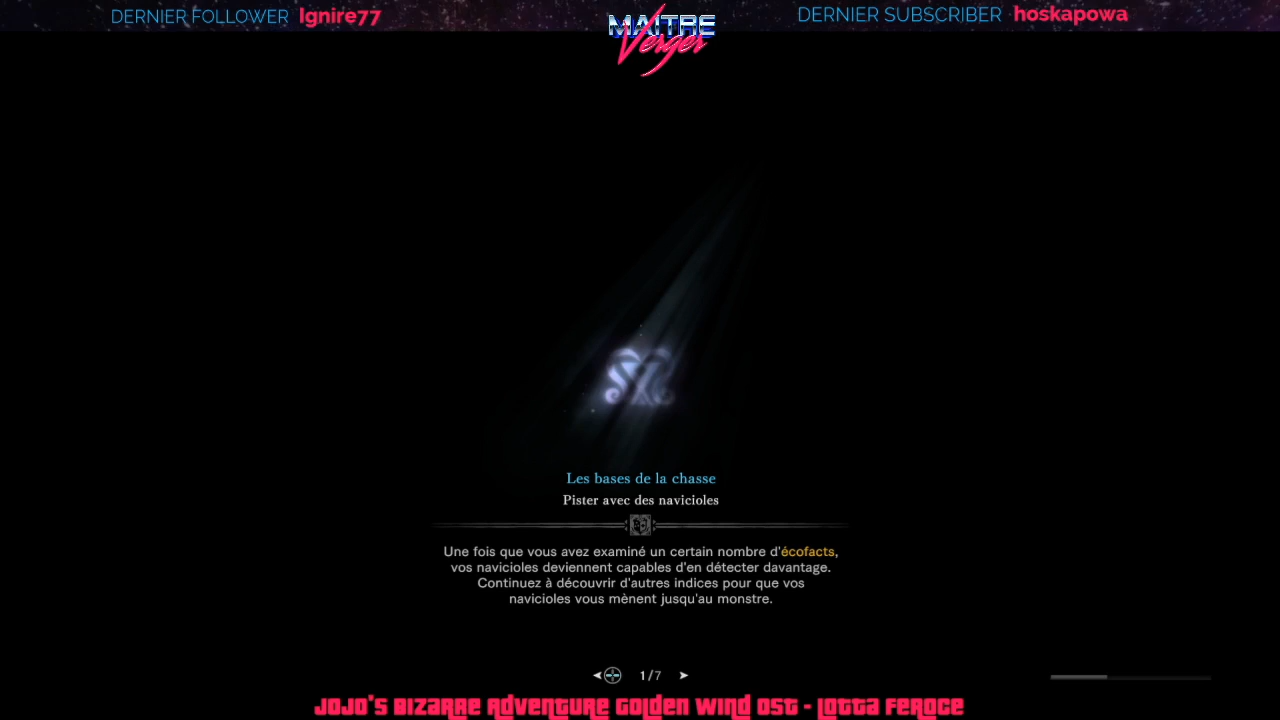 DERNIER FOLLOWER Ignire77
MAITRE
Verger
DERNIER SUBSCRIBER hoskapowa
Les bases de la chasse
Pister avec des navicioles
Une fois que vous avez examiné un certain nombre d'écofacts,
vos navicioles deviennent capables d'en détecter davantage.
Continuez à découvrir d'autres indices pour que vos
navicioles vous mènent jusqu'au monstre.
1/7
JOJO'S BIZARRE ADVENTURE GOLDEN WIND OST - LOTTA FEROCE